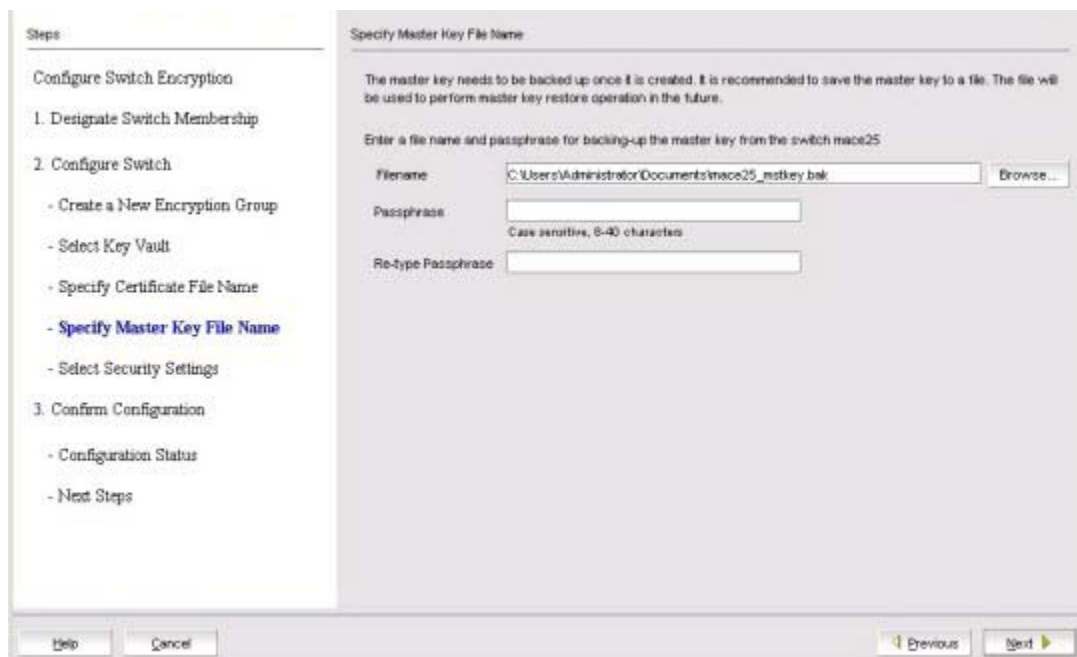 Steps
Configure Switch Encryption
1. Designate Switch Membership
2. Configure Switch
- Create a New Encryption Group
- Select Key Vault
- Specify Certificate File Name
- Specify Master Key File Name
- Select Security Settings
3. Confirm Configuration
- Configuration Status
- Next Steps
Specify Master Key File Name
The master key needs to be backed up once it is created. It is recommended to save the master key to a file. The file will
be used to perform master key restore operation in the future.
Enter a file name and passphrase for backing-up the master key from the switch mace25
Filename C:\Users\Administrator\Documents\mace25_mstkey.bak Browse...
Passphrase
Case sensitive, 8-40 characters
Re-type Passphrase
Help Cancel Previous Next